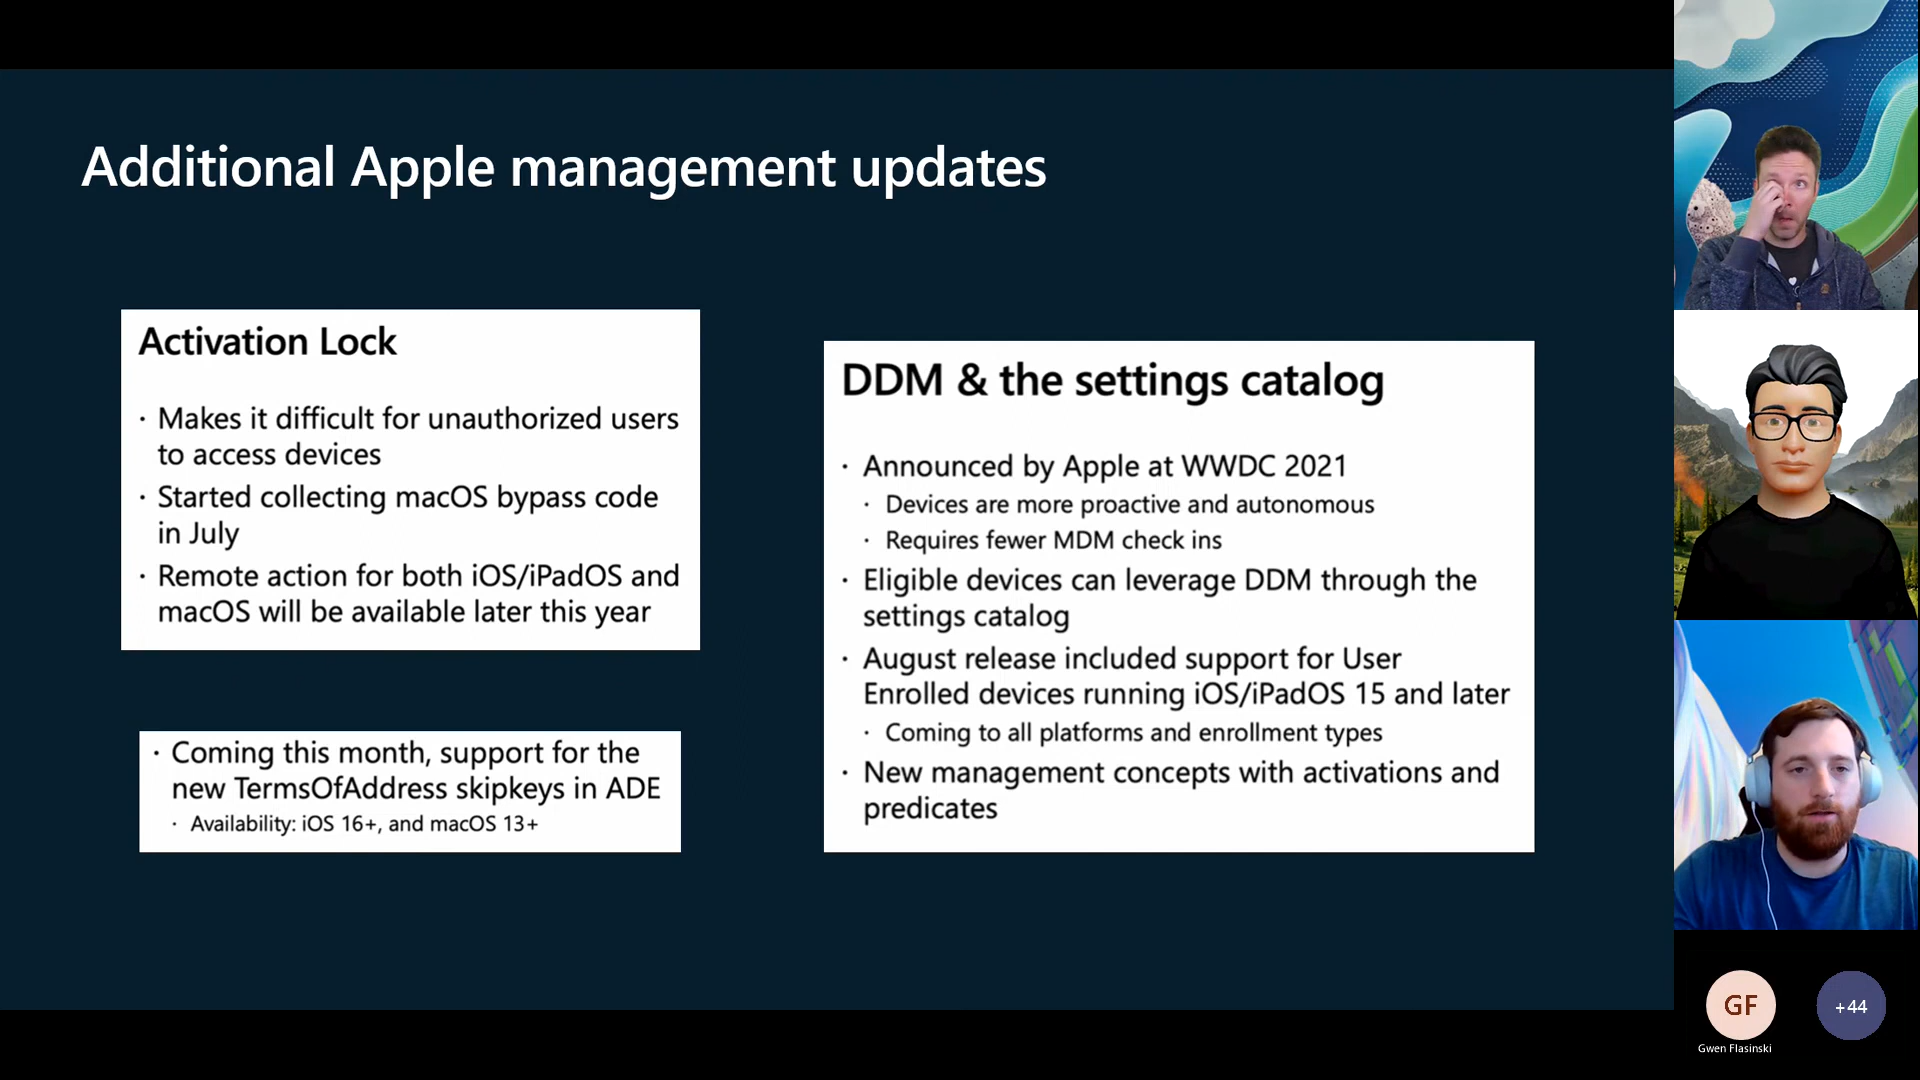 Additional Apple management updates
Activation Lock
· Makes it difficult for unauthorized users
to access devices
· Started collecting macOS bypass code
in July
· Remote action for both iOS/iPadOS and
macOS will be available later this year
· Coming this month, support for the
new TermsOfAddress skipkeys in ADE
· Availability: iOS 16+, and macOS 13+
DDM & the settings catalog
· Announced by Apple at WWDC 2021
· Devices are more proactive and autonomous
· Requires fewer MDM check ins
· Eligible devices can leverage DDM through the
settings catalog
· August release included support for User
Enrolled devices running iOS/iPadOS 15 and later
· Coming to all platforms and enrollment types
· New management concepts with activations and
predicates
GF
+44
Gwen Flasinski